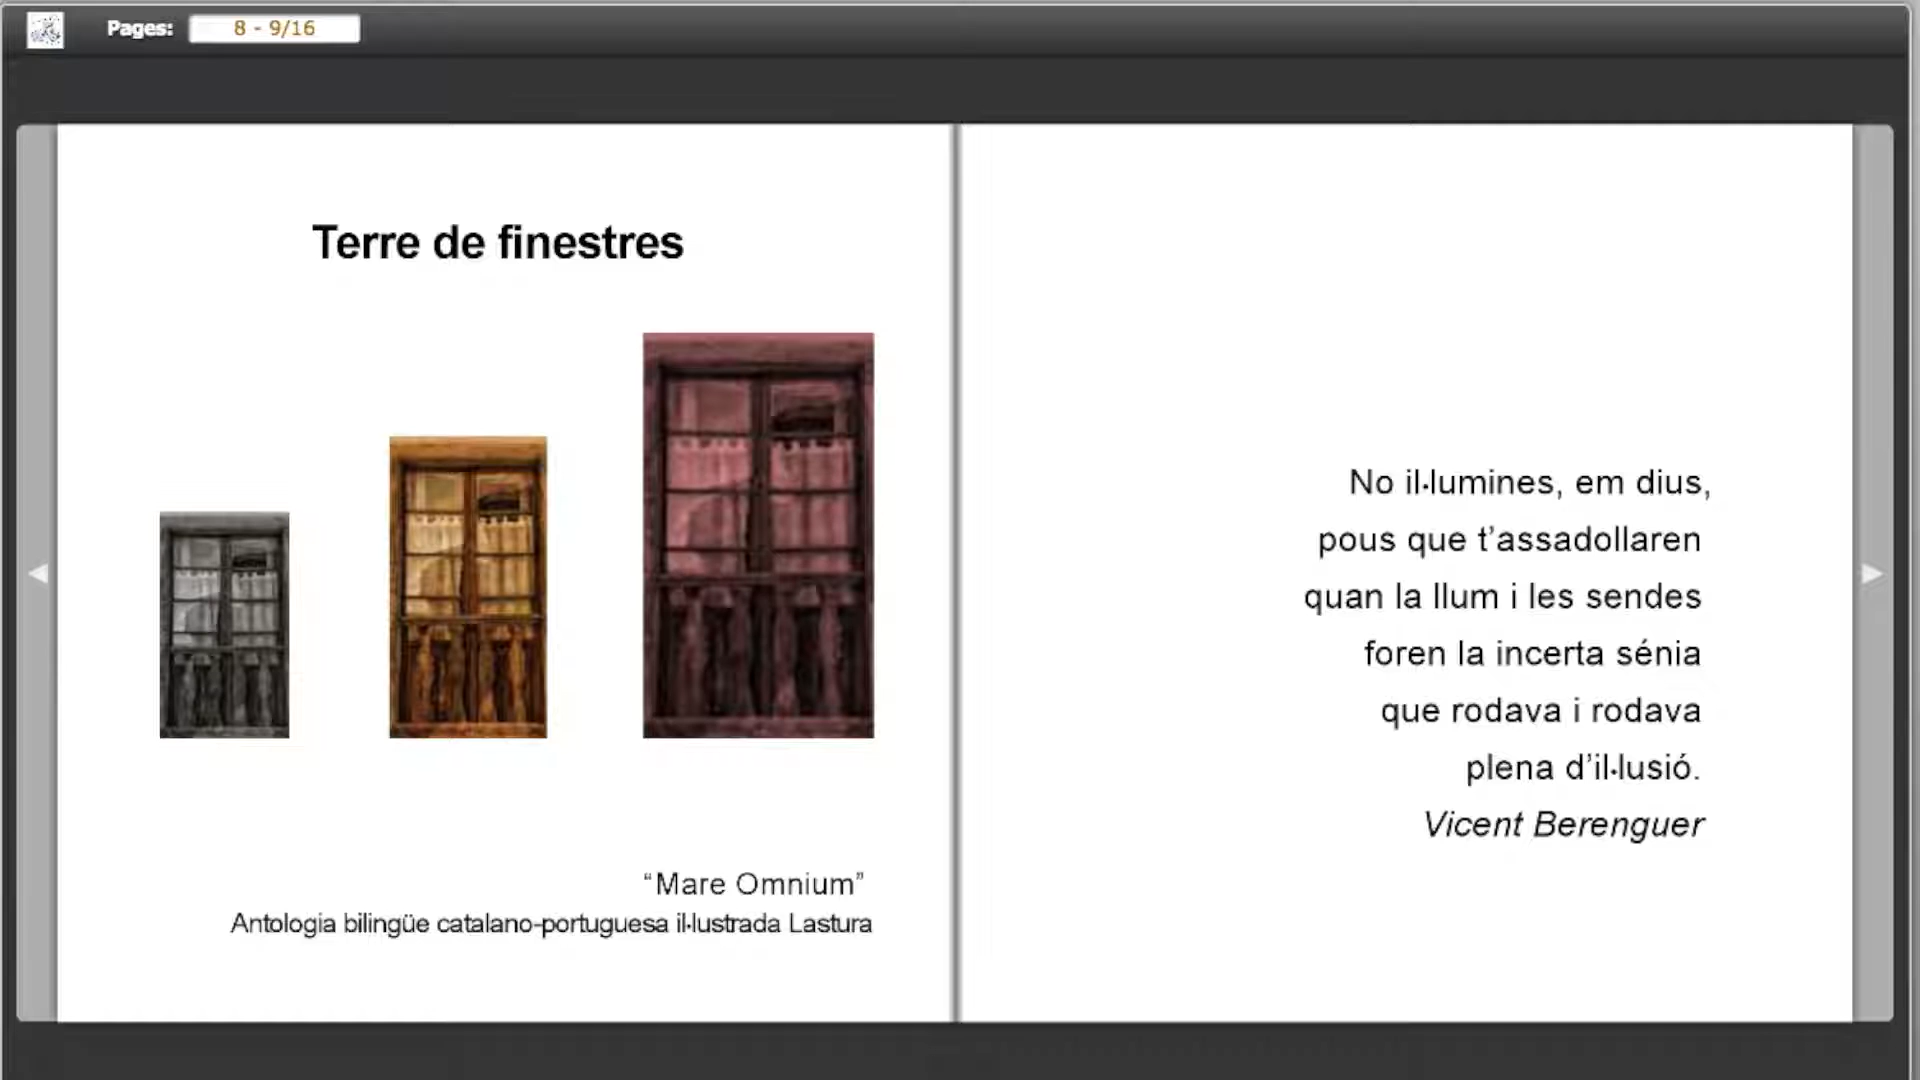 Pages: 8 - 9/16
Terre de finestres
“Mare Omnium”
Antologia bilingüe catalano-portuguesa il·lustrada Lastura
No il·lumines, em dius,
pous que t’assadollaren
quan la llum i les sendes
foren la incerta sénia
que rodava i rodava
plena d’il·lusió.
Vicent Berenguer